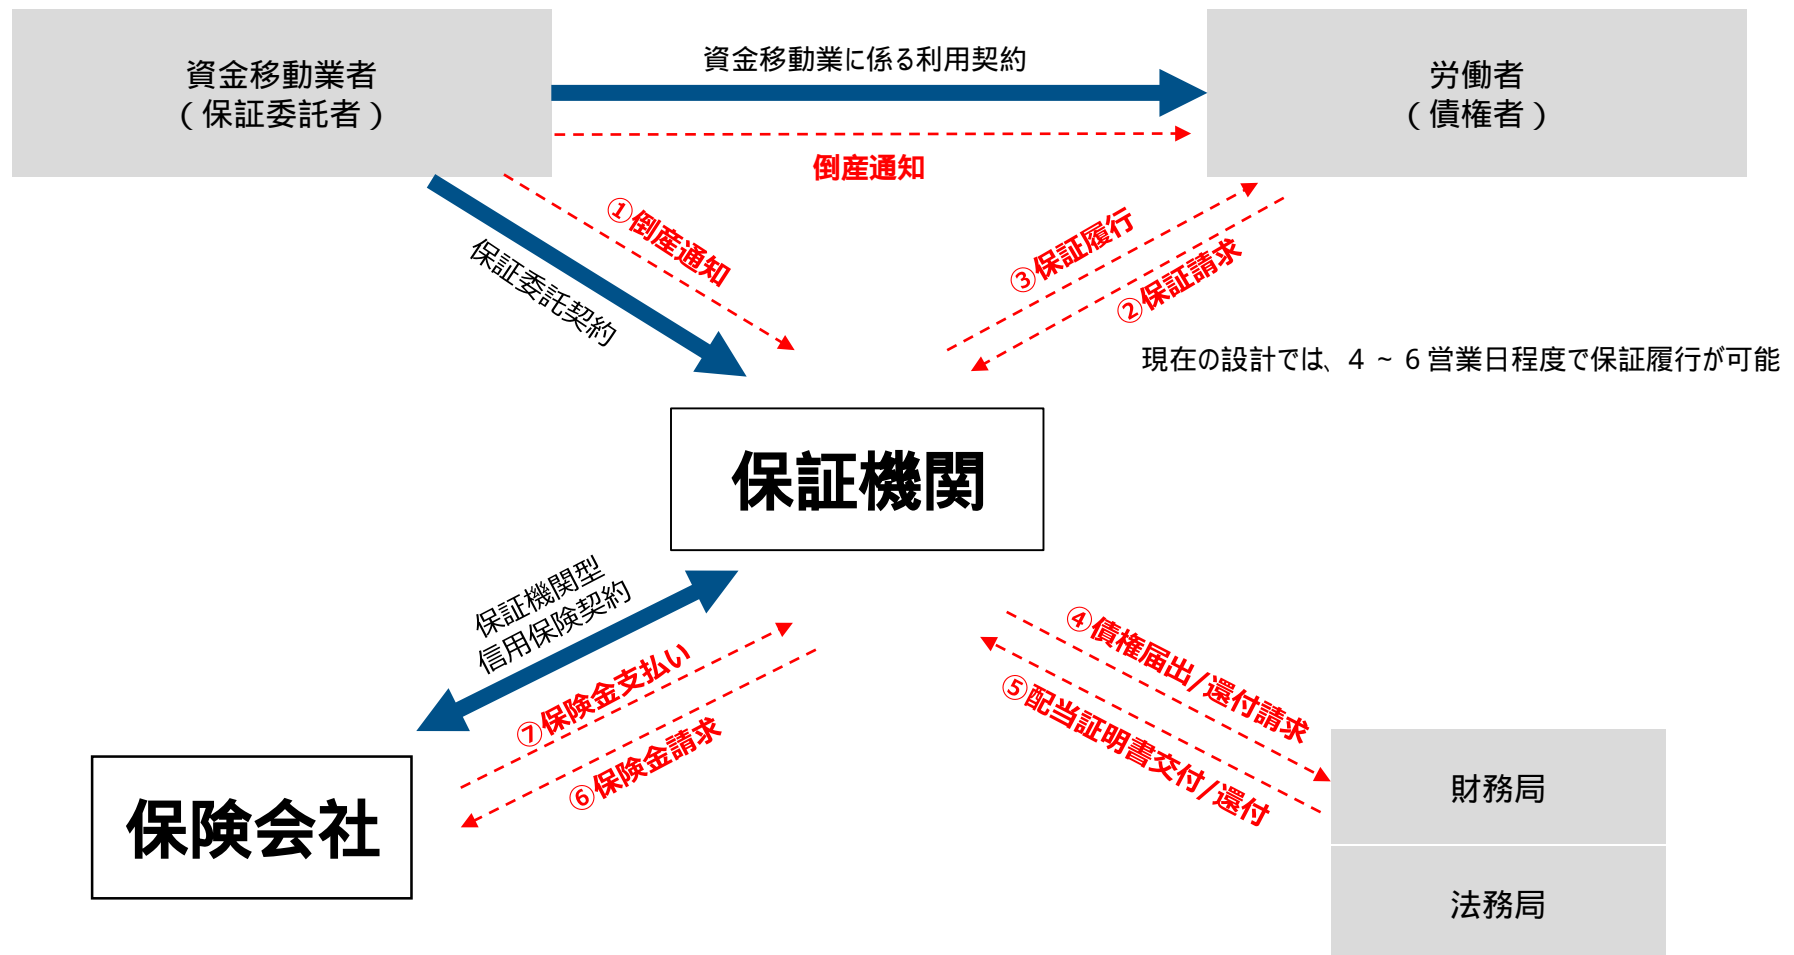 資金移動業者
（保証委託者）
資金移動業に係る利用契約
労働者
（債権者）
倒産通知
①倒産通知
保証委託契約
③保証履行
②保証請求
現在の設計では、４～６営業日程度で保証履行が可能
保証機関
保証機関型
信用保険契約
⑦保険金支払い
⑥保険金請求
④債権届出/還付請求
⑤配当証明書交付/還付
保険会社
財務局
法務局